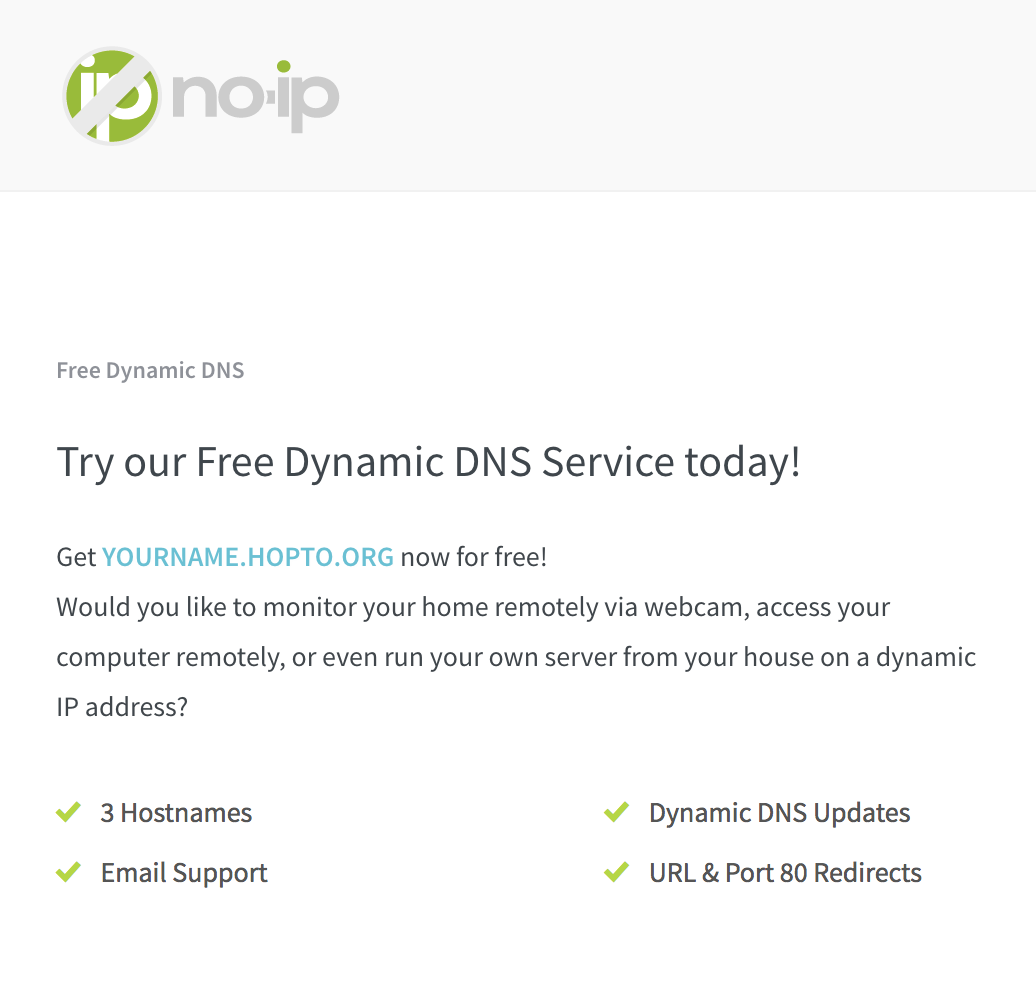 ip no-ip
Free Dynamic DNS
Try our Free Dynamic DNS Service today!
Get YOURNAME.HOPTO.ORG now for free!
Would you like to monitor your home remotely via webcam, access your
computer remotely, or even run your own server from your house on a dynamic
IP address?
3 Hostnames
Dynamic DNS Updates
Email Support
URL & Port 80 Redirects